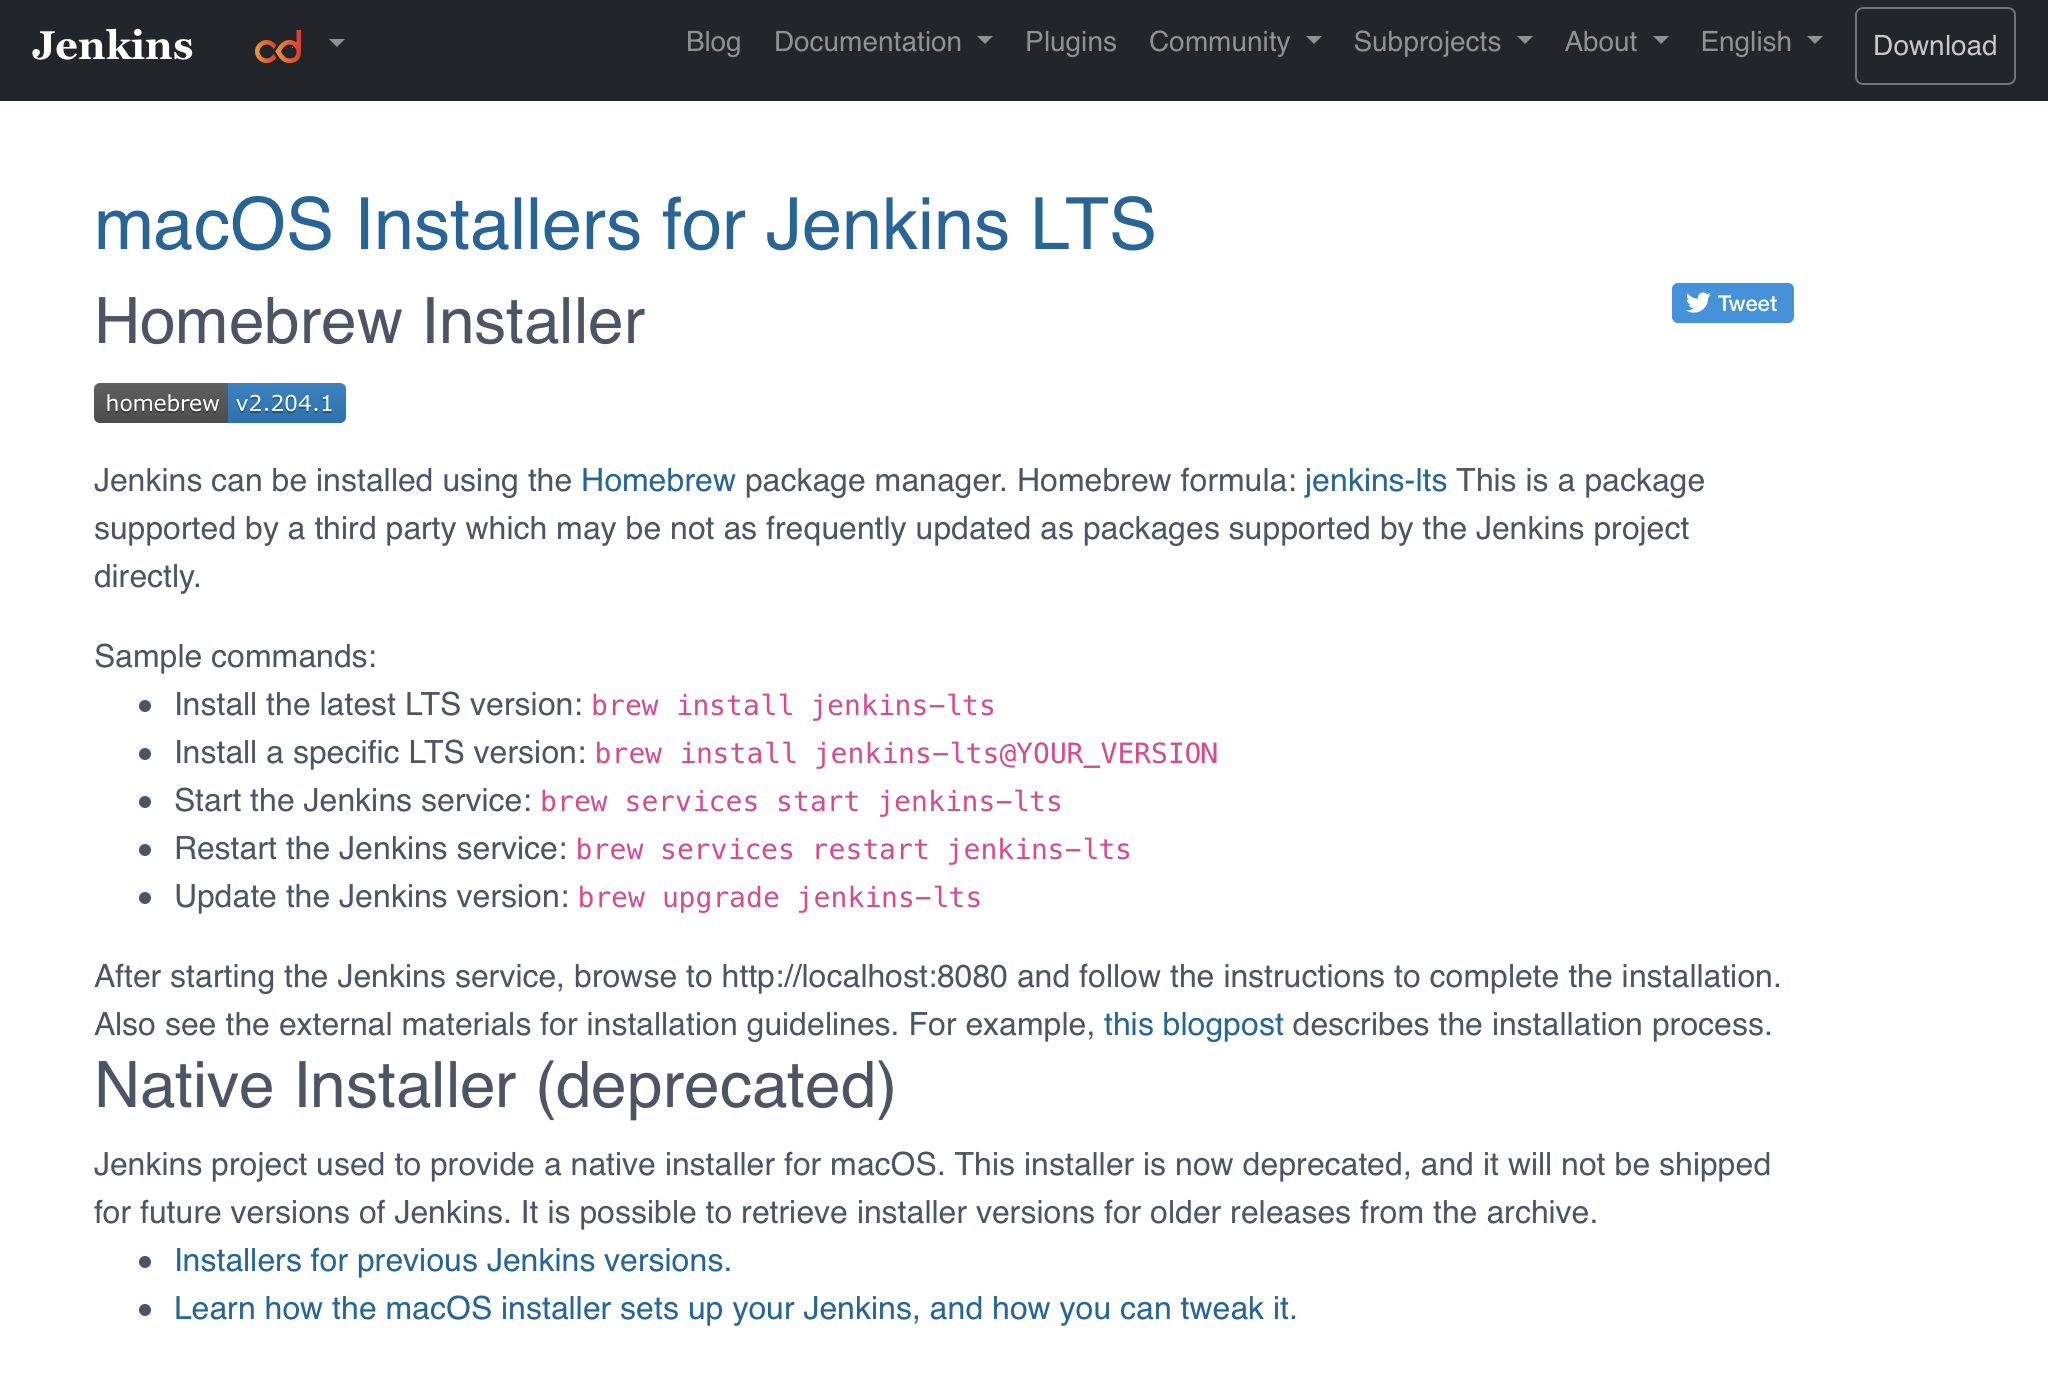 Jenkins cd Blog Documentation Plugins Community Subprojects About English Download
macOS Installers for Jenkins LTS
Homebrew Installer
Tweet
homebrew v2.204.1
Jenkins can be installed using the Homebrew package manager. Homebrew formula: jenkins-lts This is a package
supported by a third party which may be not as frequently updated as packages supported by the Jenkins project
directly.
Sample commands:
Install the latest LTS version: brew install jenkins-lts
Install a specific LTS version: brew install jenkins-lts@YOUR_VERSION
Start the Jenkins service: brew services start jenkins-lts
Restart the Jenkins service: brew services restart jenkins-lts
Update the Jenkins version: brew upgrade jenkins-lts
After starting the Jenkins service, browse to http://localhost:8080 and follow the instructions to complete the installation.
Also see the external materials for installation guidelines. For example, this blogpost describes the installation process.
Native Installer (deprecated)
Jenkins project used to provide a native installer for macOS. This installer is now deprecated, and it will not be shipped
for future versions of Jenkins. It is possible to retrieve installer versions for older releases from the archive.
Installers for previous Jenkins versions.
Learn how the macOS installer sets up your Jenkins, and how you can tweak it.